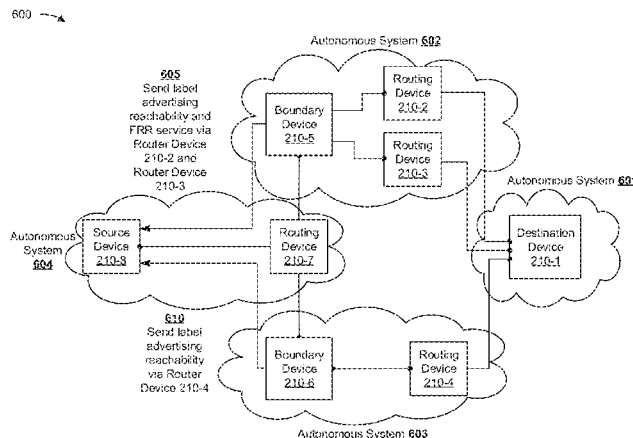 600
Autonomous System 602
605
Send label
advertising
reachability and
FRR service via
Router Device
210-2 and
Router Device
210-3
Boundary
Device
210-5
Routing
Device
210-2
Routing
Device
210-3
Autonomous System 601
Destination
Device
210-1
Autonomous
System
604
Source
Device
210-8
Routing
Device
210-7
610
Send label
advertising
reachability
via Router
Device 210-4
Boundary
Device
210-6
Routing
Device
210-4
Autonomous System 603